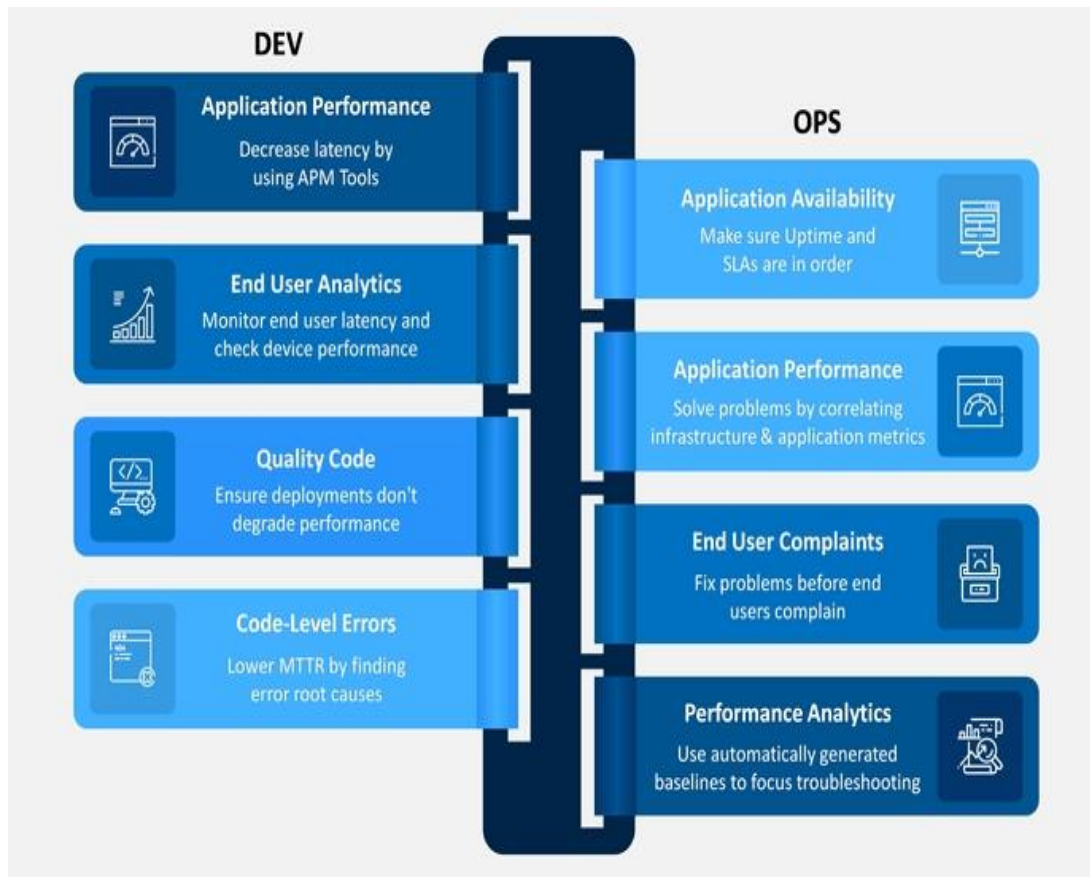 DEV
Application Performance
Decrease latency by
using APM Tools
End User Analytics
Monitor end user latency and
check device performance
Quality Code
Ensure deployments don't
degrade performance
Code-Level Errors
Lower MTTR by finding
error root causes
OPS
Application Availability
Make sure Uptime and
SLAs are in order
Application Performance
Solve problems by correlating
infrastructure & application metrics
End User Complaints
Fix problems before end
users complain
Performance Analytics
Use automatically generated
baselines to focus troubleshooting